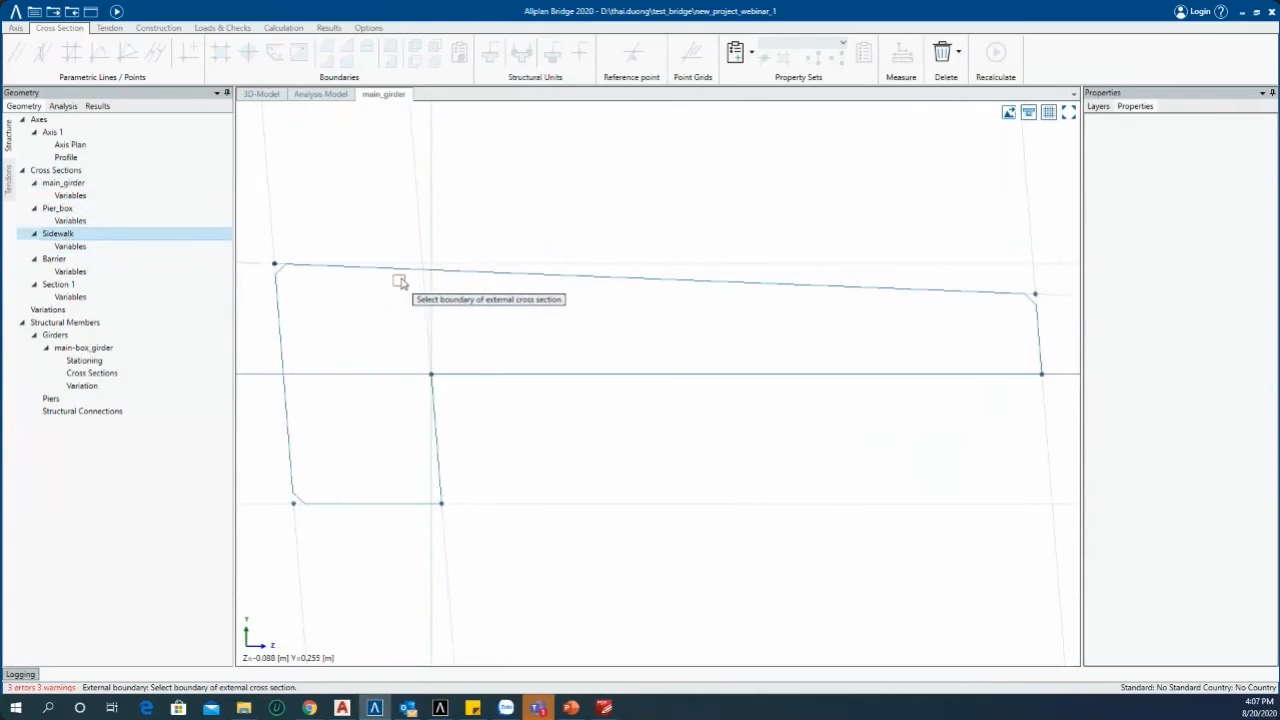 Allplan Bridge 2020 - D:\thai.duong\test_bridge\new_project_webinar_1
Login
Axis Cross Section Tendon Construction Loads & Checks Calculation Results Options
Parametric Lines / Points Boundaries Structural Units Reference point Point Grids Property Sets Measure Delete Recalculate
Geometry
Geometry Analysis Results
Structure
Tendons
Axes
Axis 1
Axis Plan
Profile
Cross Sections
main_girder
Variables
Pier_box
Variables
Sidewalk
Variables
Barrier
Variables
Section 1
Variables
Variations
Structural Members
Girders
main-box_girder
Stationing
Cross Sections
Variation
Piers
Structural Connections
3D-Model Analysis Model main_girder
Select boundary of external cross section
Y
Z
Z=-0.088 [m] Y=0.255 [m]
Properties
Layers Properties
Logging
3 errors 3 warnings External boundary: Select boundary of external cross section.
Standard: No Standard Country: No Country
4:07 PM
8/20/2020